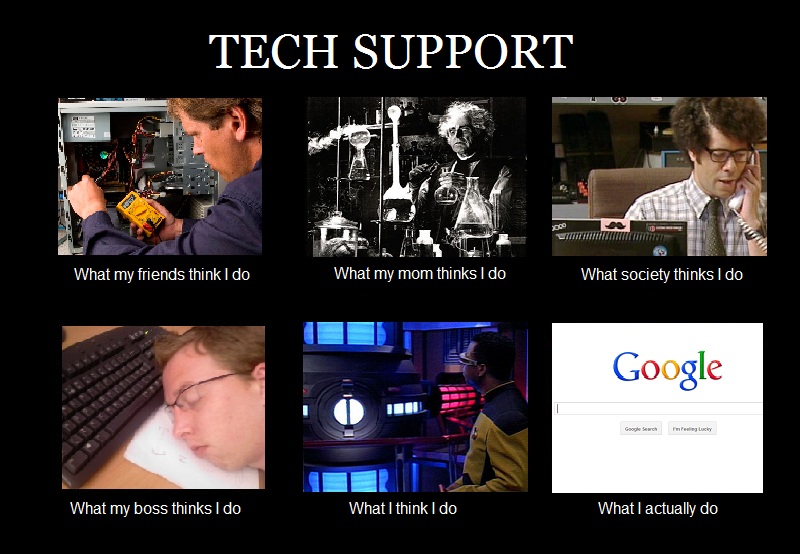 TECH SUPPORT
What my friends think I do
What my mom thinks I do
What society thinks I do
What my boss thinks I do
What I think I do
Google
Google Search
I'm Feeling Lucky
What I actually do